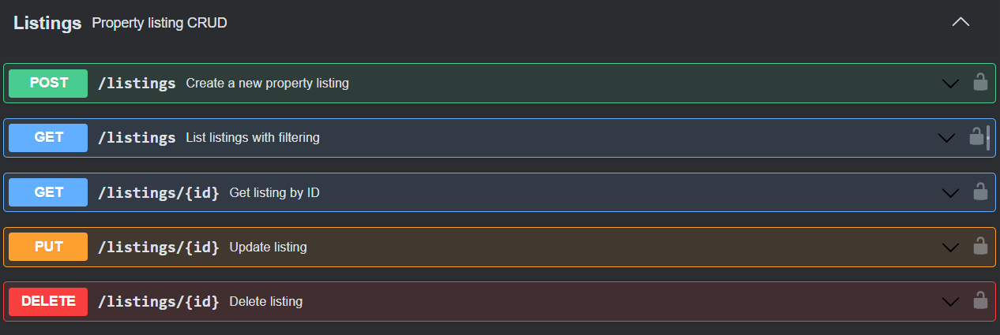 Listings Property listing CRUD
POST /listings Create a new property listing
GET /listings List listings with filtering
GET /listings/{id} Get listing by ID
PUT /listings/{id} Update listing
DELETE /listings/{id} Delete listing